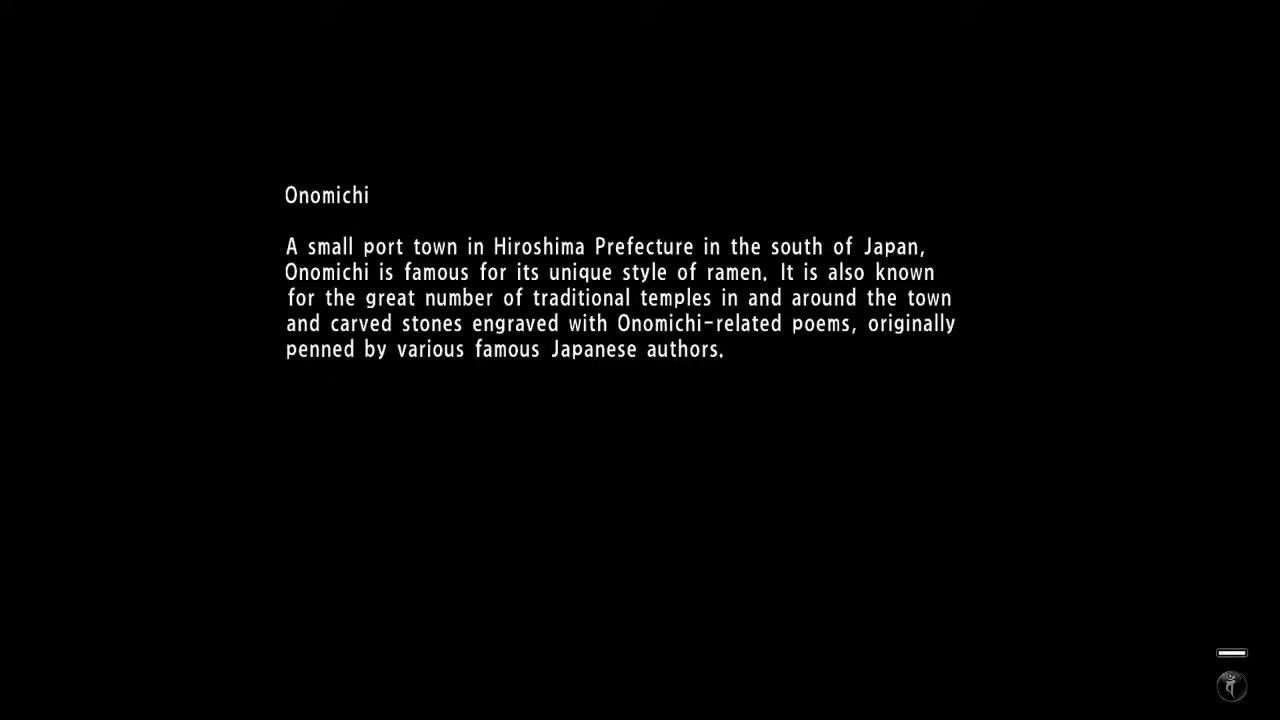 Onomichi
A small port town in Hiroshima Prefecture in the south of Japan,
Onomichi is famous for its unique style of ramen. It is also known
for the great number of traditional temples in and around the town
and carved stones engraved with Onomichi-related poems, originally
penned by various famous Japanese authors.